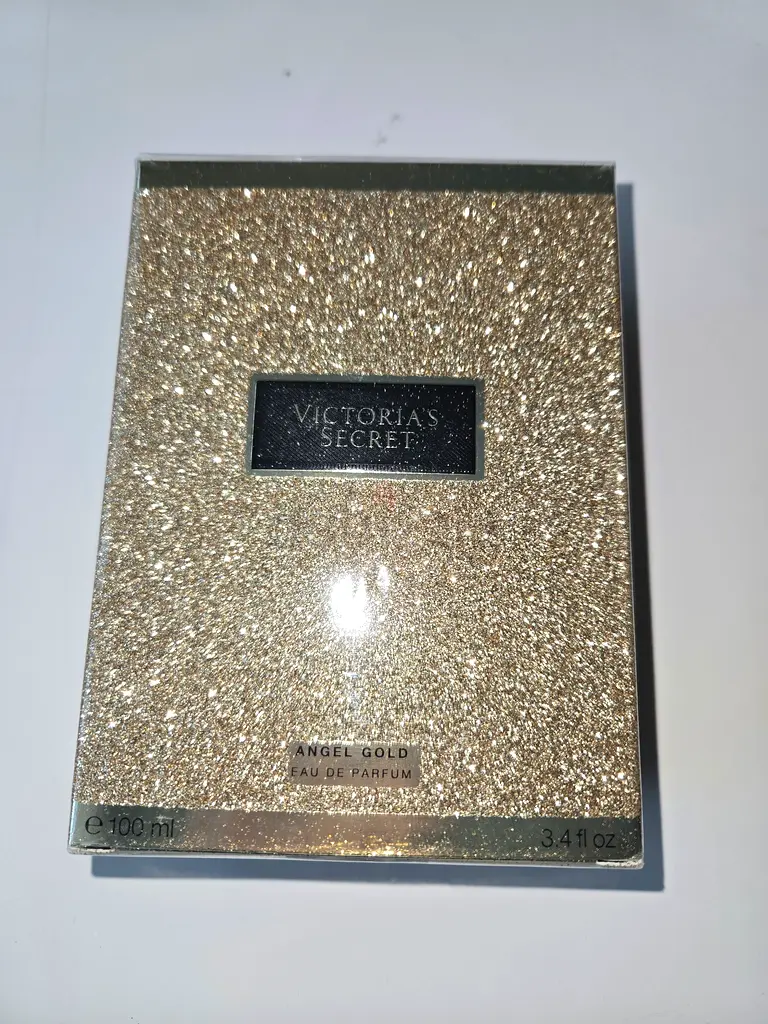 VICTORIA'S
SECRET
ANGEL GOLD
EAU DE PARFUM
e 100 ml
3.4 fl oz